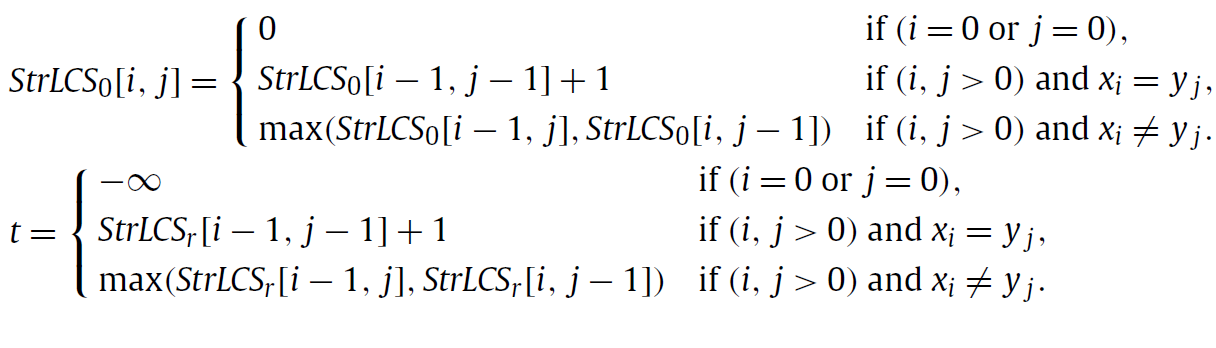 StrLCS₀[i, j] = { 0 if (i = 0 or j = 0),
StrLCS₀[i − 1, j − 1] + 1 if (i, j > 0) and xᵢ = yⱼ,
max(StrLCS₀[i − 1, j], StrLCS₀[i, j − 1]) if (i, j > 0) and xᵢ ≠ yⱼ.
t = { −∞ if (i = 0 or j = 0),
StrLCSᵣ[i − 1, j − 1] + 1 if (i, j > 0) and xᵢ = yⱼ,
max(StrLCSᵣ[i − 1, j], StrLCSᵣ[i, j − 1]) if (i, j > 0) and xᵢ ≠ yⱼ.